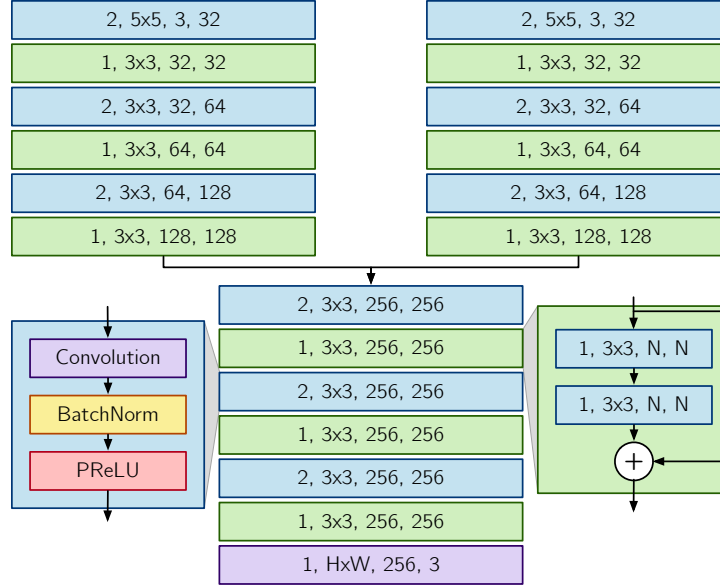 2, 5x5, 3, 32
1, 3x3, 32, 32
2, 3x3, 32, 64
1, 3x3, 64, 64
2, 3x3, 64, 128
1, 3x3, 128, 128
2, 5x5, 3, 32
1, 3x3, 32, 32
2, 3x3, 32, 64
1, 3x3, 64, 64
2, 3x3, 64, 128
1, 3x3, 128, 128
2, 3x3, 256, 256
1, 3x3, 256, 256
2, 3x3, 256, 256
1, 3x3, 256, 256
2, 3x3, 256, 256
1, 3x3, 256, 256
1, HxW, 256, 3
Convolution
BatchNorm
PReLU
1, 3x3, N, N
1, 3x3, N, N
+